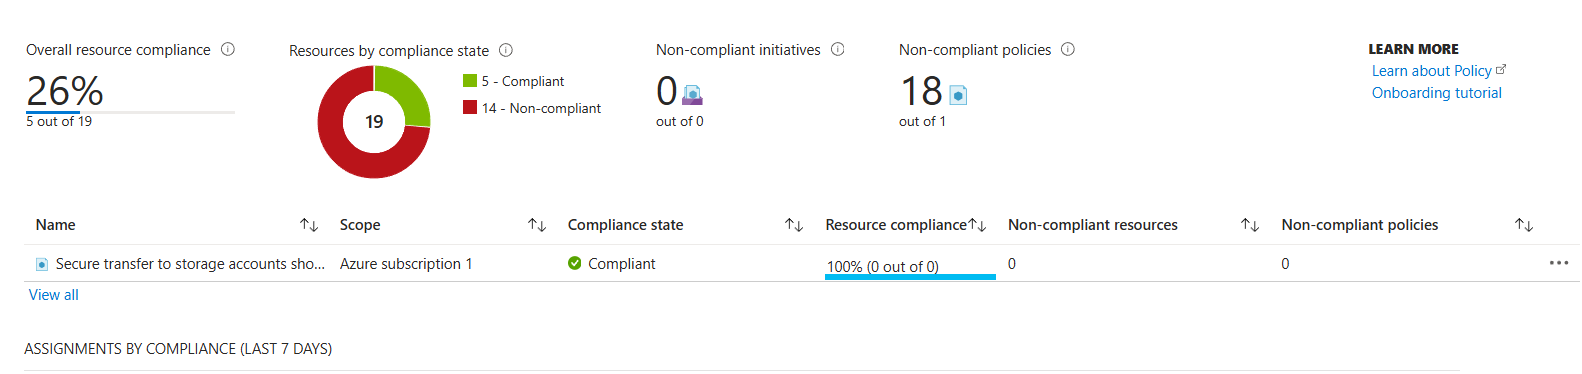 Overall resource compliance
26%
5 out of 19
Resources by compliance state
19
5 - Compliant
14 - Non-compliant
Non-compliant initiatives
0
out of 0
Non-compliant policies
18
out of 1
LEARN MORE
Learn about Policy
Onboarding tutorial
Name Scope Compliance state Resource compliance Non-compliant resources Non-compliant policies
Secure transfer to storage accounts sho... Azure subscription 1 Compliant 100% (0 out of 0) 0 0
View all
ASSIGNMENTS BY COMPLIANCE (LAST 7 DAYS)